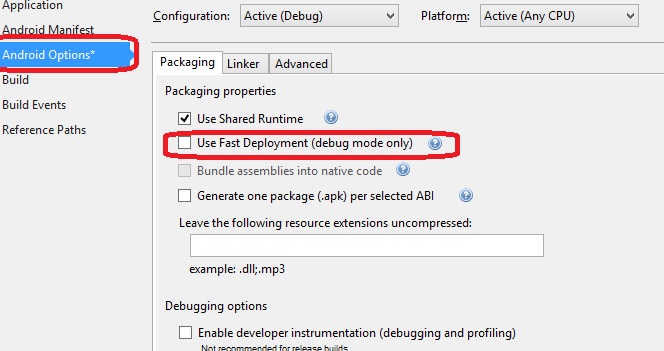 Application
Configuration: Active (Debug) Platform: Active (Any CPU)
Android Manifest
Android Options*
Build
Build Events
Reference Paths
Packaging Linker Advanced
Packaging properties
Use Shared Runtime ?
Use Fast Deployment (debug mode only) ?
Bundle assemblies into native code ?
Generate one package (.apk) per selected ABI ?
Leave the following resource extensions uncompressed:
example: .dll;.mp3
Debugging options
Enable developer instrumentation (debugging and profiling)
Not recommended for release builds